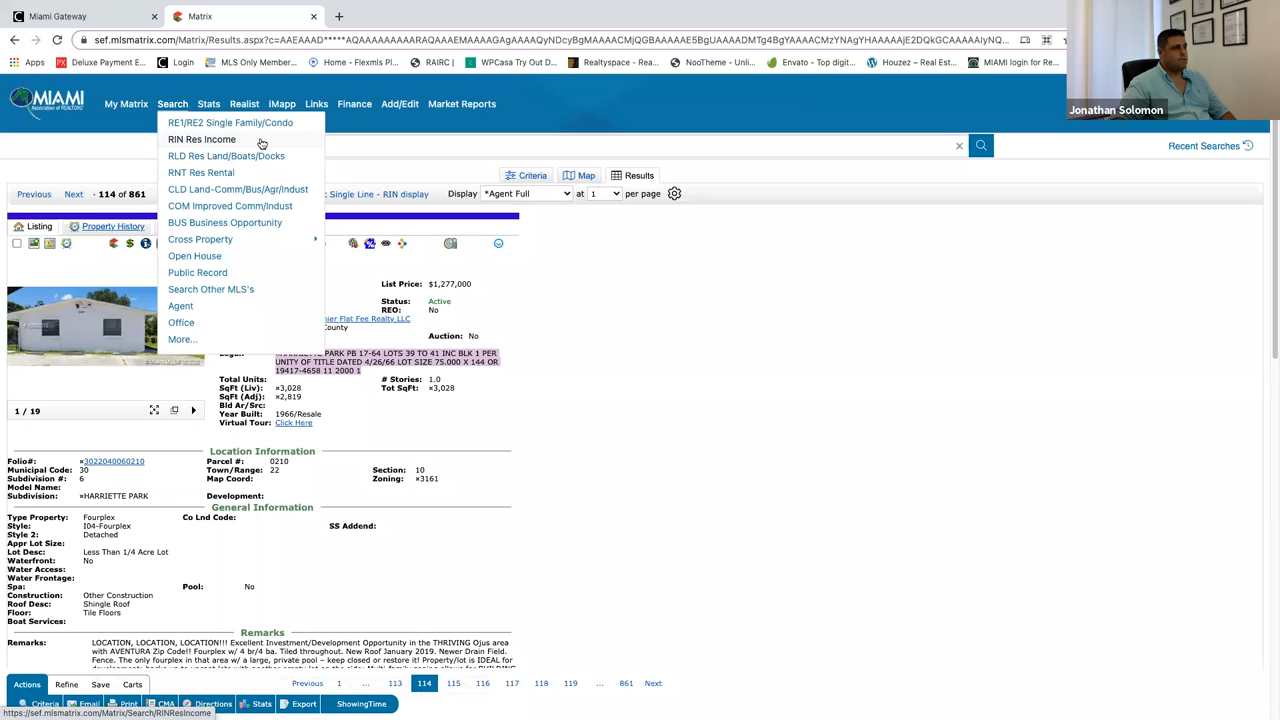 Miami Gateway
Matrix
sef.mlsmatrix.com/Matrix/Results.aspx?c=AAEAAAD*****AQAAAAAAAAARAQAAAEMAAAAGAgAAAAQyNDcyBgMAAAACMjQGBAAAAAE5BgUAAAADMTg4BgYAAAACMzYNAgYHAAAAAjE2DQkGCAAAAAIyNQ...
Apps
Deluxe Payment E...
Login
MLS Only Member...
Home - Flexmls Pl...
RAIRC |
WPCasa Try Out D...
Realtyspace - Unli...
NooTheme - Unli...
Envato - Top digit...
Houzez – Real Est...
MIAMI login for Re...
Jonathan Solomon
MIAMI
My Matrix Search Stats Realist iMapp Links Finance Add/Edit Market Reports
RE1/RE2 Single Family/Condo
RIN Res Income
RLD Res Land/Boats/Docks
RNT Res Rental
CLD Land-Comm/Bus/Agr/Indust
COM Improved Comm/Indust
BUS Business Opportunity
Cross Property
Open House
Public Record
Search Other MLS's
Agent
Office
More...
Recent Searches
Criteria Map Results
Previous Next · 114 of 861
Single Line - RIN display
Display *Agent Full at 1 per page
Listing Property History
List Price: $1,277,000
Status: Active
REO: No
nier Flat Fee Realty LLC
County
Auction: No
HARRIETTE PARK PB 17-64 LOTS 39 TO 41 INC BLK 1 PER
UNITY OF TITLE DATED 4/26/66 LOT SIZE 75.000 X 144 OR
19417-4658 11 2000 1
Total Units: # Stories: 1.0
SqFt (Liv): ¤3,028 Tot SqFt: ¤3,028
SqFt (Adj): ¤2,819
Bld Ar/Src:
Year Built: 1966/Resale
Virtual Tour: Click Here
1 / 19
Location Information
Folio#: ¤3022040060210 Parcel #: 0210
Municipal Code: 30 Town/Range: 22 Section: 10
Subdivision #: 6 Map Coord: Zoning: ¤3161
Model Name:
Subdivision: ¤HARRIETTE PARK Development:
General Information
Type Property: Fourplex Co Lnd Code:
Style: I04-Fourplex SS Addend:
Style 2: Detached
Appr Lot Size:
Lot Desc: Less Than 1/4 Acre Lot
Waterfront: No
Water Access:
Water Frontage:
Spa: Pool: No
Construction: Other Construction
Roof Desc: Shingle Roof
Floor: Tile Floors
Boat Services:
Remarks
Remarks: LOCATION, LOCATION, LOCATION!!! Excellent Investment/Development Opportunity in the THRIVING Ojus area
with AVENTURA Zip Code!! Fourplex w/ 4 br/4 ba. Tiled throughout. New Roof January 2019. Newer Drain Field.
Fence. The only fourplex in that area w/ a large, private pool – keep closed or restore it! Property/lot is IDEAL for
Actions Refine Save Carts
Previous 1 ... 113 114 115 116 117 118 119 ... 861 Next
Criteria Email Print CMA Directions Stats Export ShowingTime
https://sef.mlsmatrix.com/Matrix/Search/RINResIncome